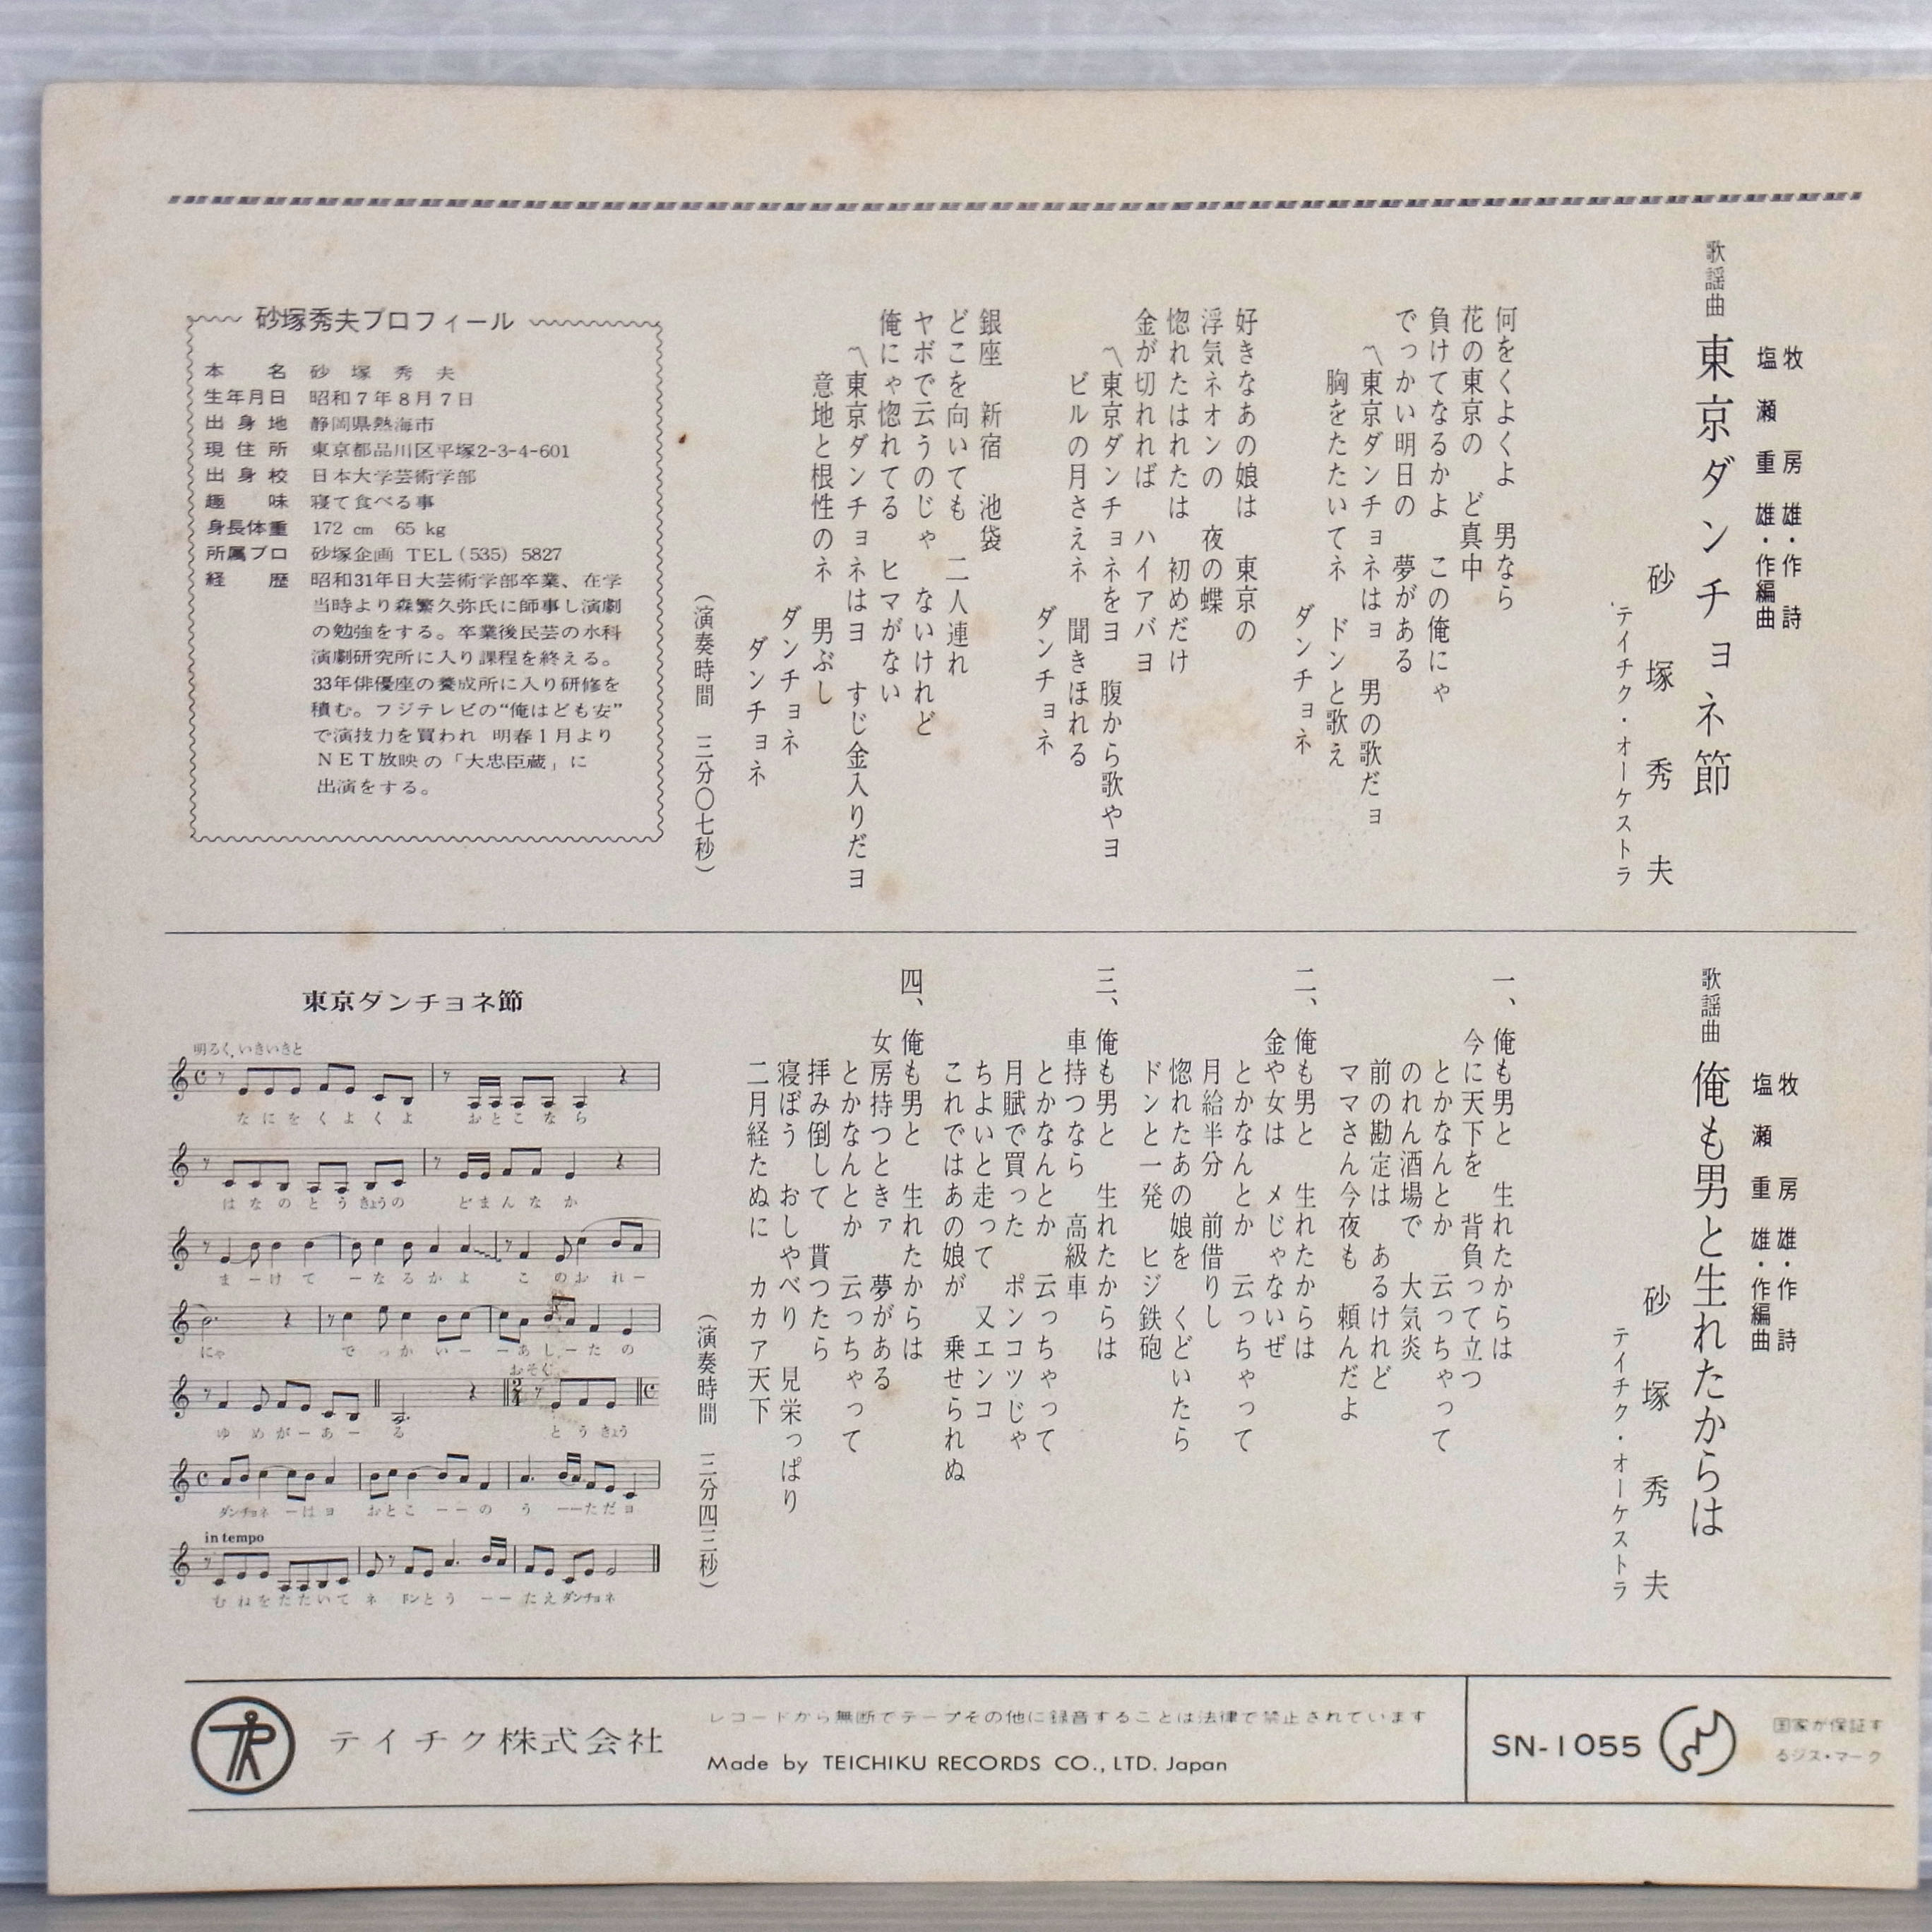 歌謡曲 東京ダンチョネ節
牧 房雄・作詩
塩瀬重雄・作編曲
砂塚秀夫
テイチク・オーケストラ
何をくよくよ 男なら
花の東京の ど真中
負けてなるかよ この俺にゃ
でっかい明日の 夢がある
〽東京ダンチョネはョ 男の歌だョ
胸をたたいてネ ドンと歌え
ダンチョネ
好きなあの娘は 東京の
浮気ネオンの 夜の蝶
惚れたはれたは 初めだけ
金が切れれば ハイアバヨ
〽東京ダンチョネをヨ 腹から歌やヨ
ビルの月さえネ 聞きほれる
ダンチョネ
銀座 新宿 池袋
どこを向いても 二人連れ
ヤボで云うのじゃ ないけれど
俺にゃ惚れてる ヒマがない
〽東京ダンチョネはヨ すじ金入りだヨ
意地と根性のネ 男ぶし
ダンチョネ
ダンチョネ
(演奏時間 三分〇七秒)
砂塚秀夫プロフィール
本名 砂塚秀夫
生年月日 昭和7年8月7日
出身地 静岡県熱海市
現住所 東京都品川区平塚2-3-4-601
出身校 日本大学芸術学部
趣味 寝て食べる事
身長体重 172cm 65kg
所属プロ 砂塚企画 TEL(535)5827
経歴 昭和31年日大芸術学部卒業、在学
当時より森繁久弥氏に師事し演劇
の勉強をする。卒業後民芸の水科
演劇研究所に入り課程を終える。
33年俳優座の養成所に入り研修を
積む。フジテレビの“俺はども安”
で演技力を買われ 明春1月より
NET放映の「大忠臣蔵」に
出演をする。
歌謡曲 俺も男と生れたからは
牧 房雄・作詩
塩瀬重雄・作編曲
砂塚秀夫
テイチク・オーケストラ
一、俺も男と 生れたからは
今に天下を 背負って立つ
とかなんとか 云っちゃって
のれん酒場で 大気炎
前の勘定は あるけれど
ママさん今夜も 頼んだよ
二、俺も男と 生れたからは
金や女は メじゃないぜ
とかなんとか 云っちゃって
月給半分 前借りし
惚れたあの娘を くどいたら
ドンと一発 ヒジ鉄砲
三、俺も男と 生れたからは
車持つなら 高級車
とかなんとか 云っちゃって
月賦で買った ポンコツじゃ
ちよいと走って 又エンコ
これではあの娘が 乗せられぬ
四、俺も男と 生れたからは
女房持つときァ 夢がある
とかなんとか 云っちゃって
拝み倒して 貰つたら
寝ぼう おしやべり 見栄っぱり
二月経たぬに カカア天下
(演奏時間 三分四三秒)
東京ダンチョネ節
明るく、いきいきと
なにをくよくよ おとこなら
はなのとうきょうの どまんなか
まーけて ーなるかよ こ のおれー
にゃ でっかいー ーあしーたの
おそく
ゆめがーあー る とうきょう
ダンチョネーはヨ おとこーーの うーーただヨ
in tempo
むねをたたいて ネ ドンとう ーーたえダンチョネ
テイチク株式会社
レコードから無断でテープその他に録音することは法律で禁止されています
Made by TEICHIKU RECORDS CO., LTD. Japan
SN-1055
国家が保証す
るジス・マーク